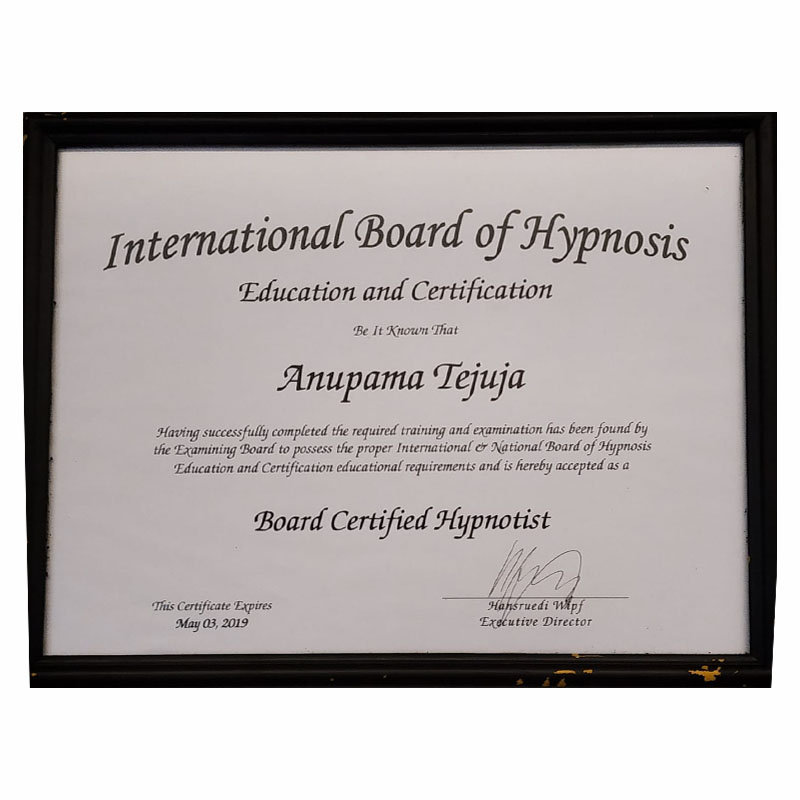 International Board of Hypnosis
Education and Certification
Be It Known That
Anupama Tejuja
Having successfully completed the required training and examination has been found by
the Examining Board to possess the proper International & National Board of Hypnosis
Education and Certification educational requirements and is hereby accepted as a
Board Certified Hypnotist
This Certificate Expires
May 03, 2019
Hansruedi Wipf
Executive Director